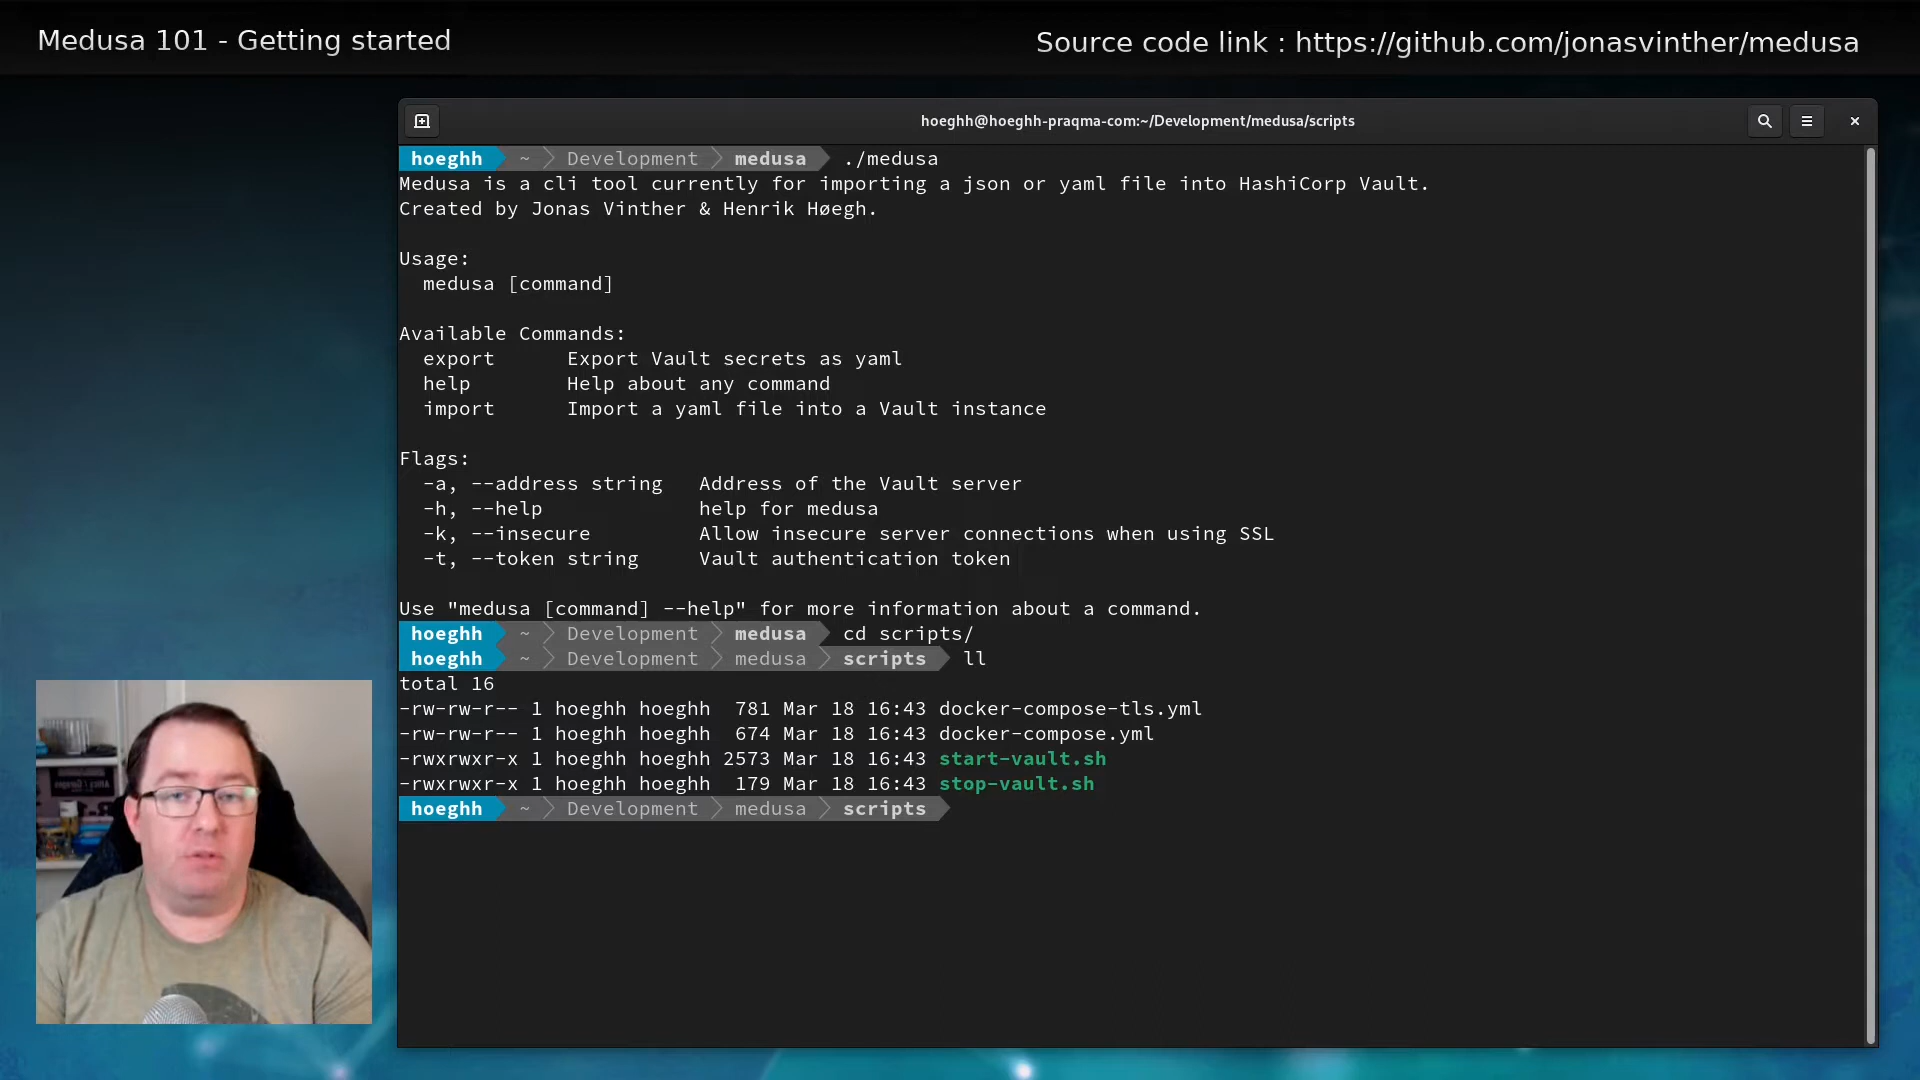 Medusa 101 - Getting started
Source code link : https://github.com/jonasvinther/medusa
hoeghh@hoeghh-praqma-com:~/Development/medusa/scripts
hoeghh ~ Development medusa ./medusa
Medusa is a cli tool currently for importing a json or yaml file into HashiCorp Vault.
Created by Jonas Vinther & Henrik Høegh.
Usage:
medusa [command]
Available Commands:
export Export Vault secrets as yaml
help Help about any command
import Import a yaml file into a Vault instance
Flags:
-a, --address string Address of the Vault server
-h, --help help for medusa
-k, --insecure Allow insecure server connections when using SSL
-t, --token string Vault authentication token
Use "medusa [command] --help" for more information about a command.
hoeghh ~ Development medusa cd scripts/
hoeghh ~ Development medusa scripts ll
total 16
-rw-rw-r-- 1 hoeghh hoeghh 781 Mar 18 16:43 docker-compose-tls.yml
-rw-rw-r-- 1 hoeghh hoeghh 674 Mar 18 16:43 docker-compose.yml
-rwxrwxr-x 1 hoeghh hoeghh 2573 Mar 18 16:43 start-vault.sh
-rwxrwxr-x 1 hoeghh hoeghh 179 Mar 18 16:43 stop-vault.sh
hoeghh ~ Development medusa scripts